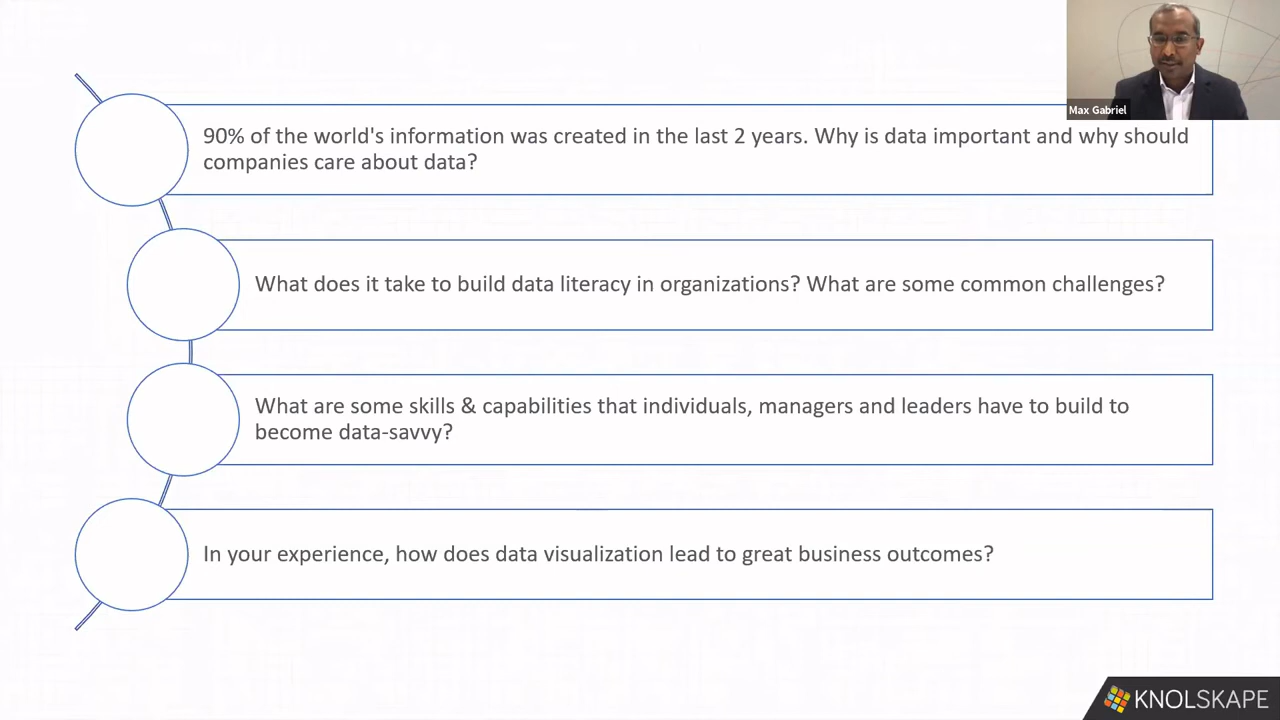 Max Gabriel
90% of the world's information was created in the last 2 years. Why is data important and why should
companies care about data?
What does it take to build data literacy in organizations? What are some common challenges?
What are some skills & capabilities that individuals, managers and leaders have to build to
become data-savvy?
In your experience, how does data visualization lead to great business outcomes?
KNOLSKAPE